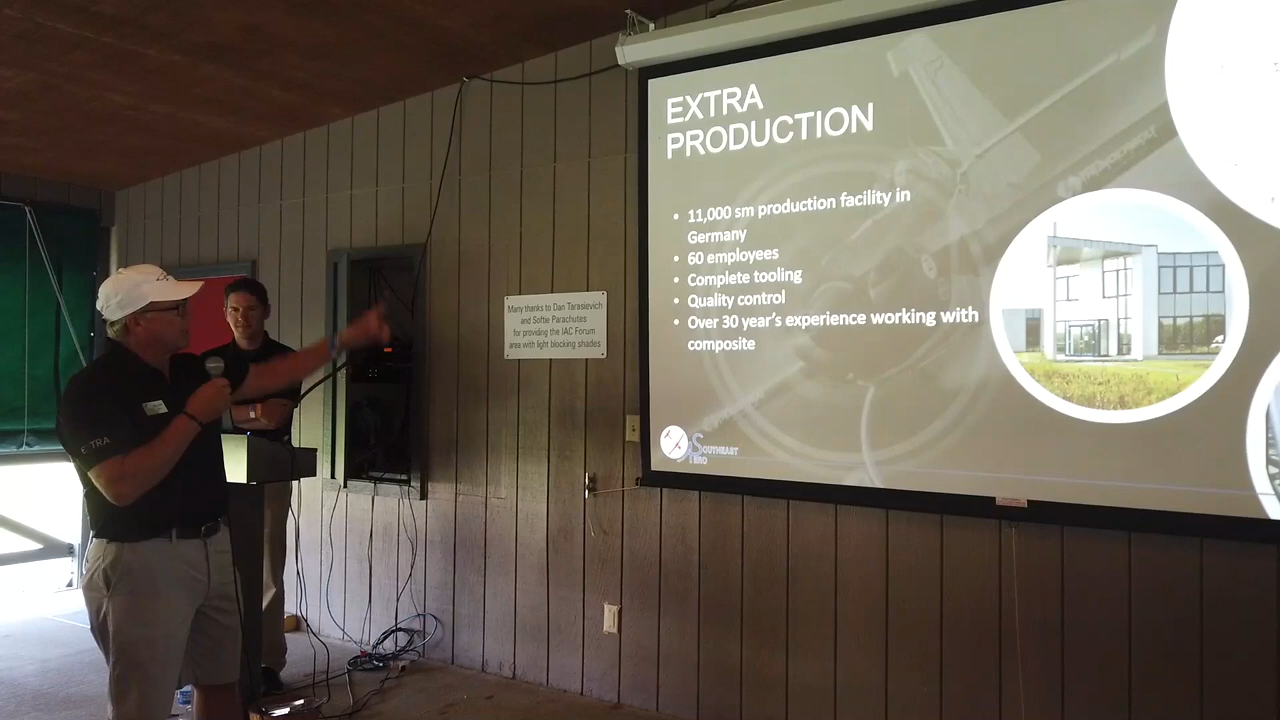 EXTRA
PRODUCTION
• 11,000 sm production facility in
Germany
• 60 employees
• Complete tooling
• Quality control
• Over 30 year's experience working with
composite
SOUTHEAST
AERO
Many thanks to Dan Tarasievich
and Softie Parachutes
for providing the IAC Forum
area with light blocking shades
EXTRA